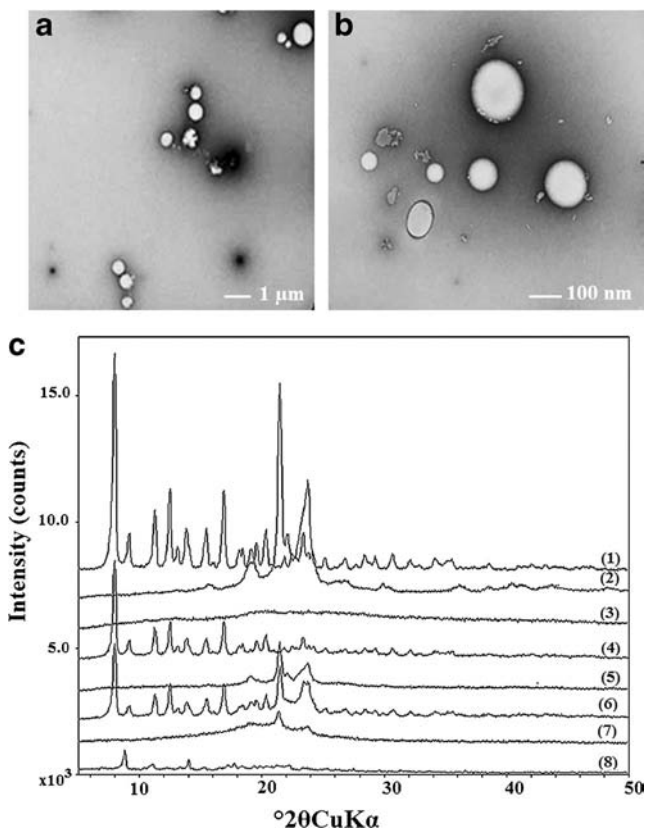 a
b
1 μm
100 nm
c
Intensity (counts)
15.0
10.0
5.0
x10³
(1)
(2)
(3)
(4)
(5)
(6)
(7)
(8)
10
20
30
40
50
°2θCuKα